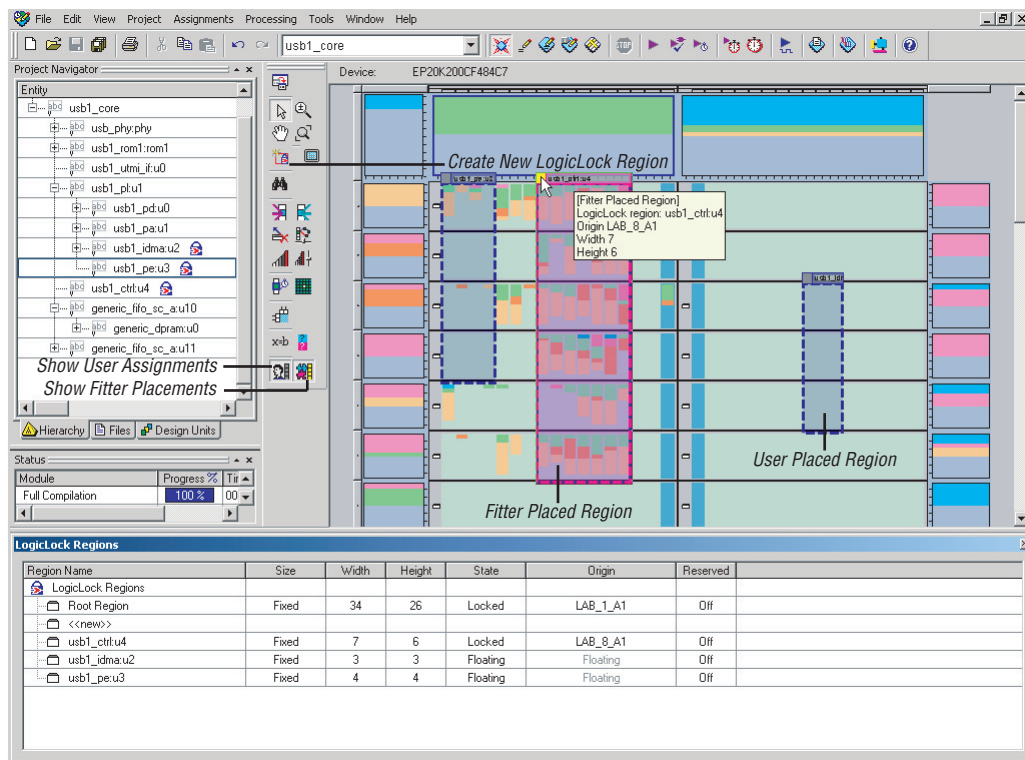 File Edit View Project Assignments Processing Tools Window Help
usb1_core
Project Navigator
Entity
usb1_core
usb_phy:phy
usb1_rom1:rom1
usb1_utmi_if:u0
usb1_pl:u1
usb1_pd:u0
usb1_pa:u1
usb1_idma:u2
usb1_pe:u3
usb1_ctrl:u4
generic_fifo_sc_a:u10
generic_dpram:u0
generic_fifo_sc_a:u11
Hierarchy Files Design Units
Status
Module Progress % Tir
Full Compilation 100 % 00
Show User Assignments
Show Fitter Placements
Device: EP20K200CF484C7
Create New LogicLock Region
usb1_pe:u3
usb1_ctrl:u4
[Fitter Placed Region]
LogicLock region: usb1_ctrl:u4
Origin LAB_8_A1
Width 7
Height 6
User Placed Region
Fitter Placed Region
LogicLock Regions
Region Name Size Width Height State Origin Reserved
LogicLock Regions
Root Region Fixed 34 26 Locked LAB_1_A1 Off
<<new>>
usb1_ctrl:u4 Fixed 7 6 Locked LAB_8_A1 Off
usb1_idma:u2 Fixed 3 3 Floating Floating Off
usb1_pe:u3 Fixed 4 4 Floating Floating Off